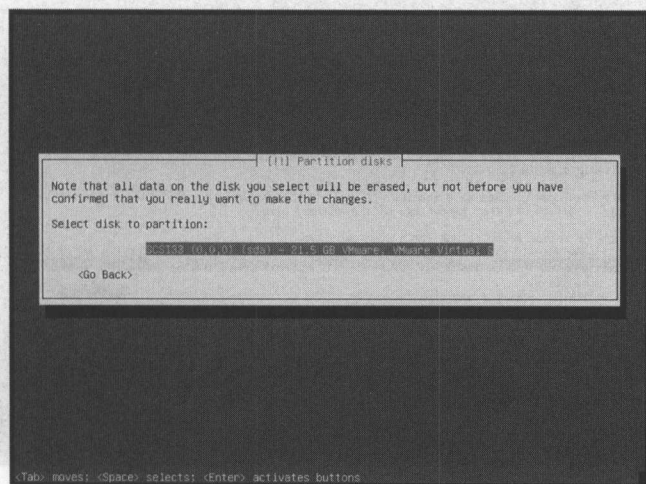 [!!] Partition disks
Note that all data on the disk you select will be erased, but not before you have
confirmed that you really want to make the changes.
Select disk to partition:
(0,0,0) (sda) - 21.5 GB VMware, VMware Virtual S
<Go Back>
<Tab> moves; <Space> selects; <Enter> activates buttons